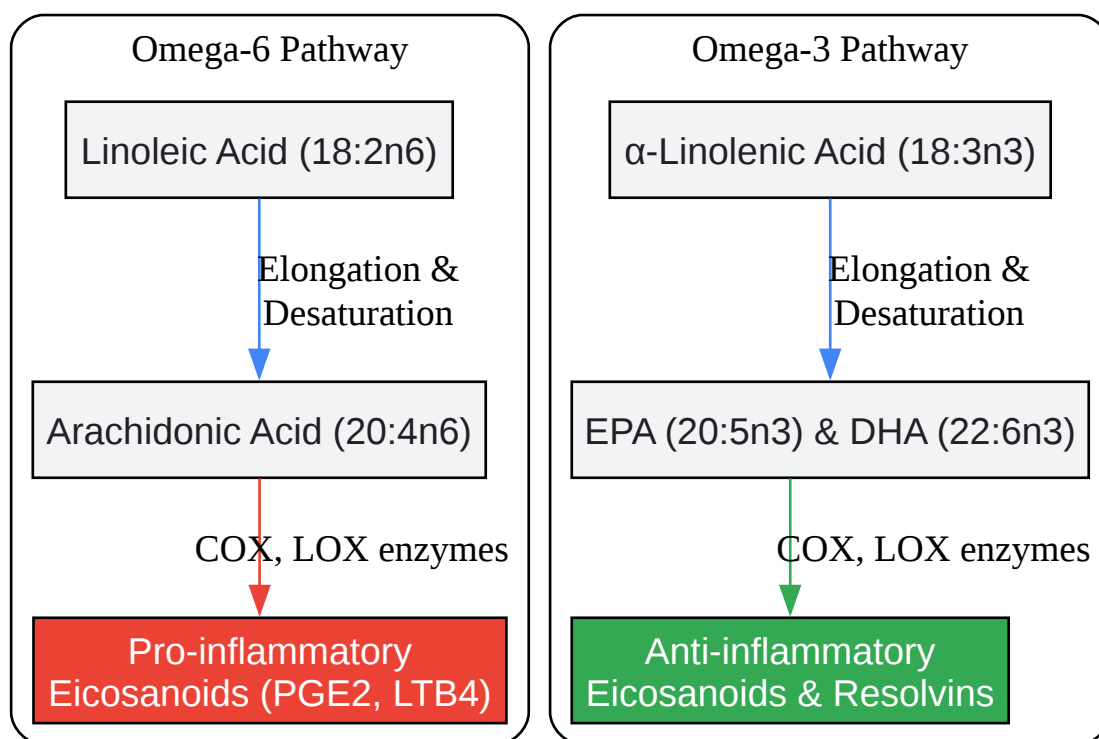 Omega-6 Pathway
Linoleic Acid (18:2n6)
Elongation &
Desaturation
Arachidonic Acid (20:4n6)
COX, LOX enzymes
Pro-inflammatory
Eicosanoids (PGE2, LTB4)
Omega-3 Pathway
α-Linolenic Acid (18:3n3)
Elongation &
Desaturation
EPA (20:5n3) & DHA (22:6n3)
COX, LOX enzymes
Anti-inflammatory
Eicosanoids & Resolvins